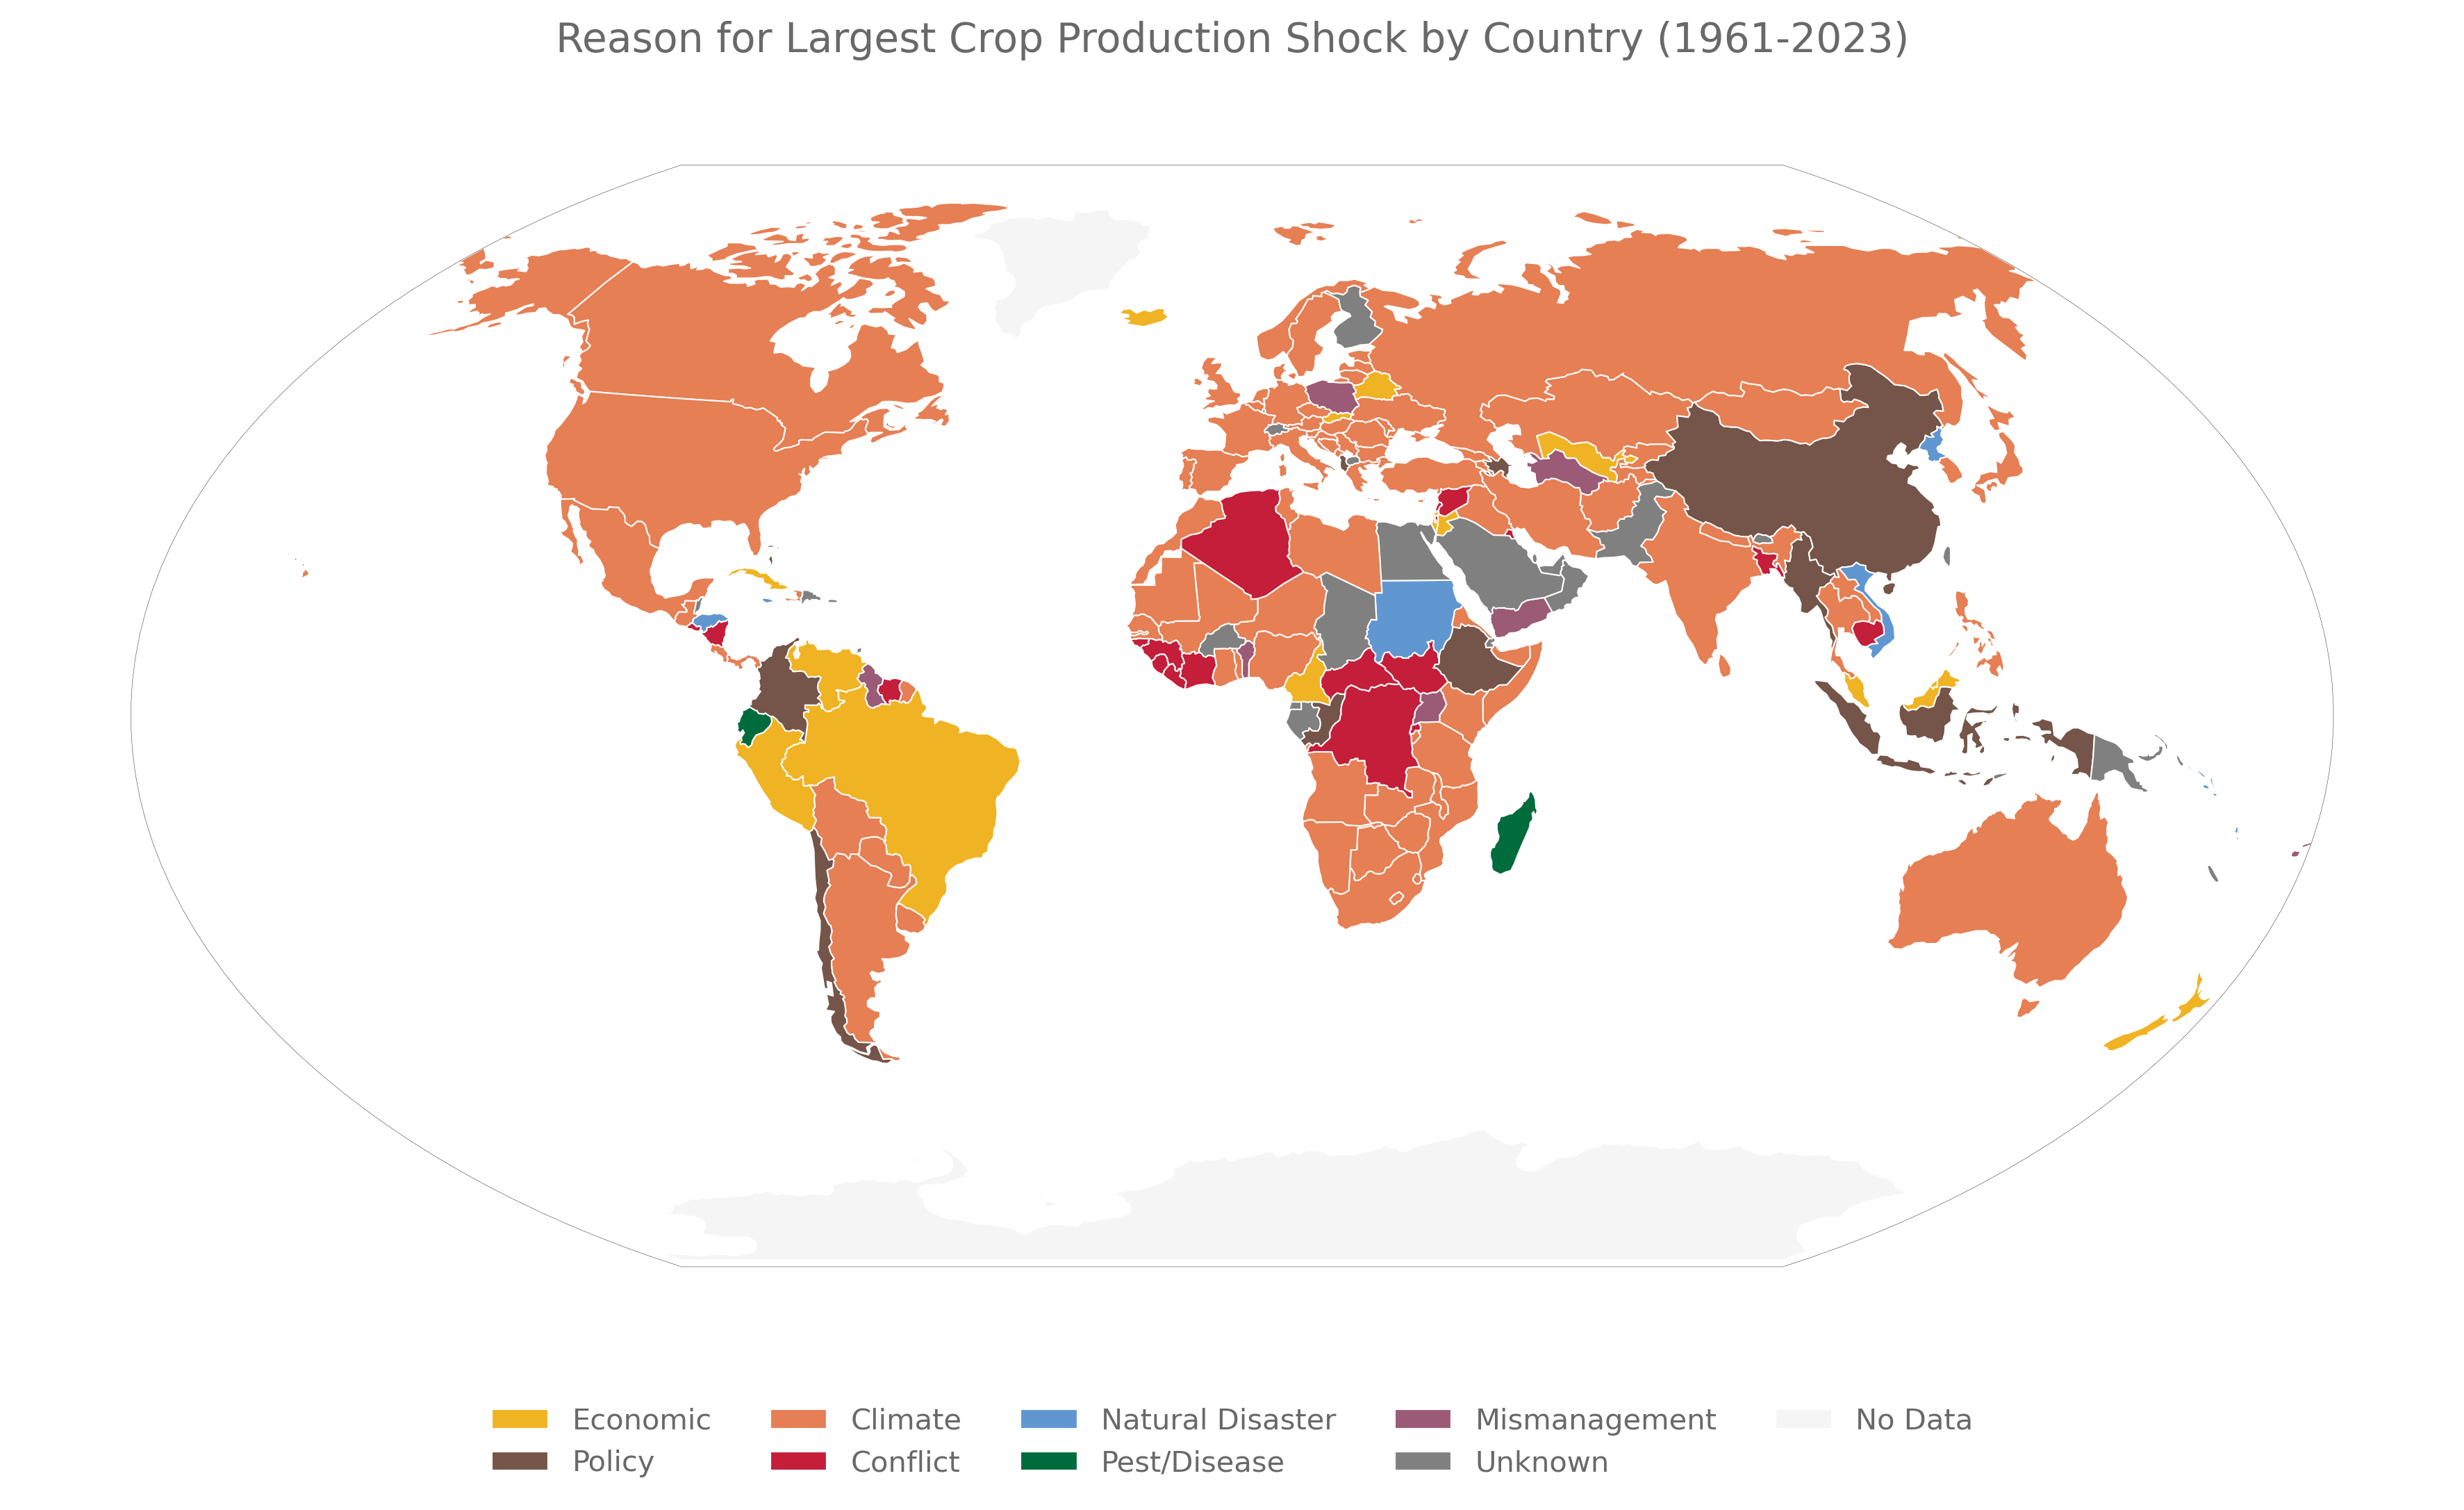 Reason for Largest Crop Production Shock by Country (1961-2023)
Economic
Climate
Natural Disaster
Mismanagement
No Data
Policy
Conflict
Pest/Disease
Unknown